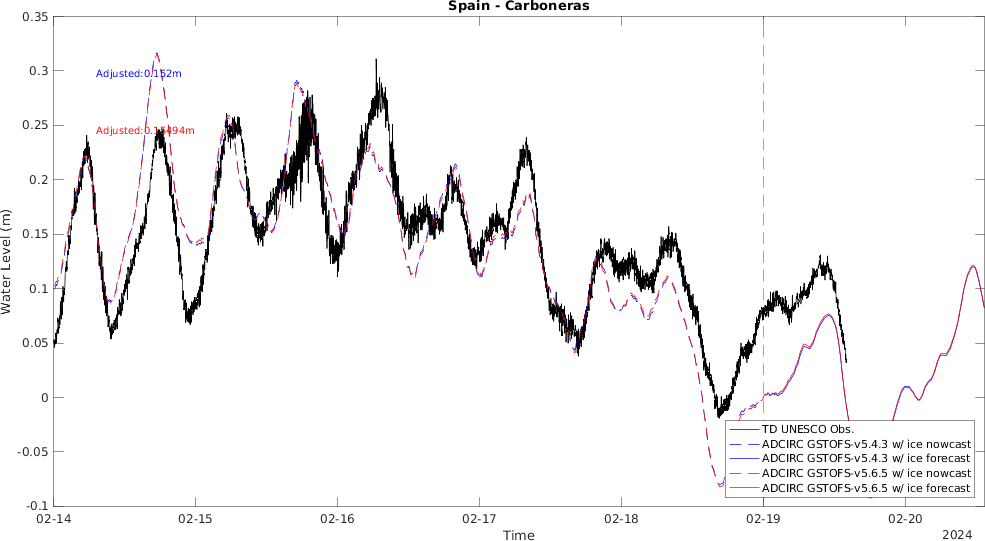 Spain - Carboneras
0.35
0.3
0.25
0.2
0.15
0.1
0.05
0
-0.05
-0.1
Water Level (m)
Adjusted:0.152m
Adjusted:0.15494m
TD UNESCO Obs.
ADCIRC GSTOFS-v5.4.3 w/ ice nowcast
ADCIRC GSTOFS-v5.4.3 w/ ice forecast
ADCIRC GSTOFS-v5.6.5 w/ ice nowcast
ADCIRC GSTOFS-v5.6.5 w/ ice forecast
02-14 02-15 02-16 02-17 02-18 02-19 02-20
Time
2024